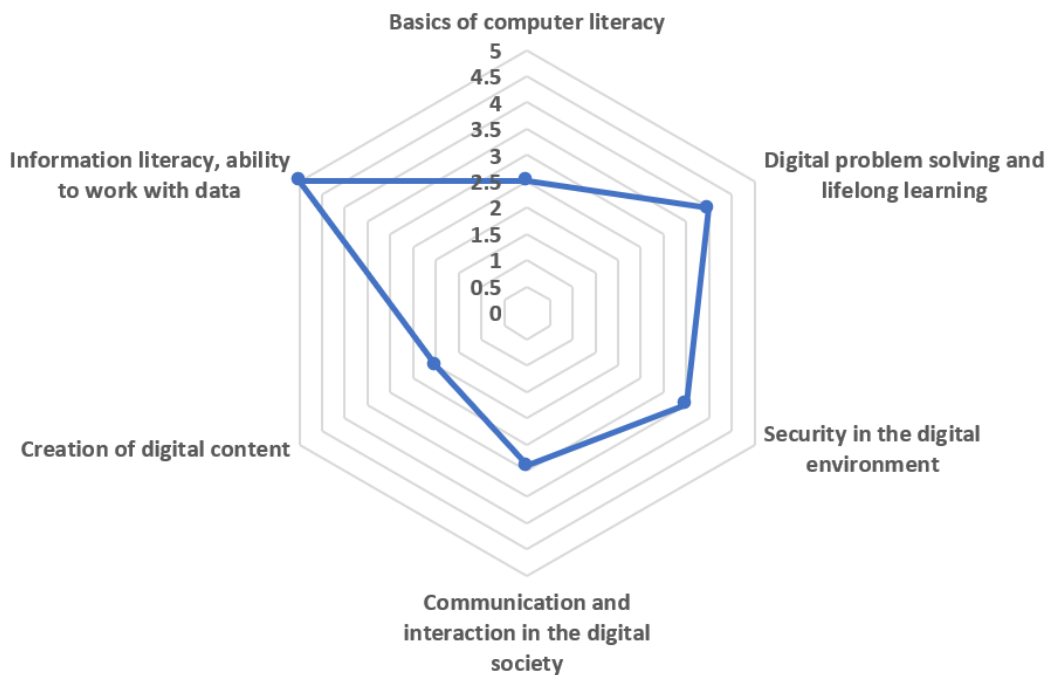 Basics of computer literacy
5
4.5
4
3.5
3
2.5
2
1.5
1
0.5
0
Information literacy, ability
to work with data
Digital problem solving and
lifelong learning
Creation of digital content
Security in the digital
environment
Communication and
interaction in the digital
society